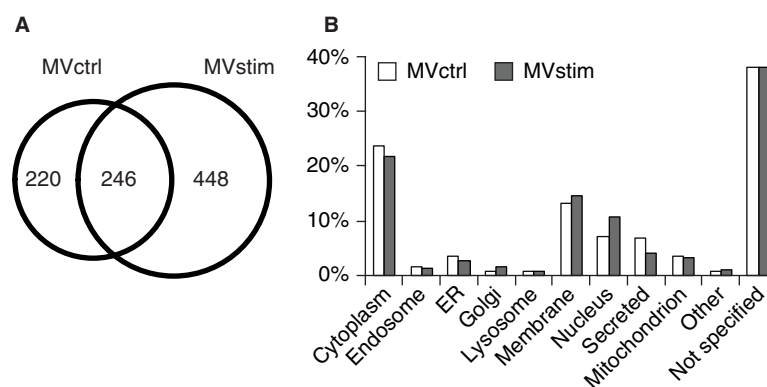 A
MVctrl
MVstim
220
246
448
B
40%
30%
20%
10%
0%
MVctrl
MVstim
Cytoplasm
Endosome
ER
Golgi
Lysosome
Membrane
Nucleus
Secreted
Mitochondrion
Other
Not specified